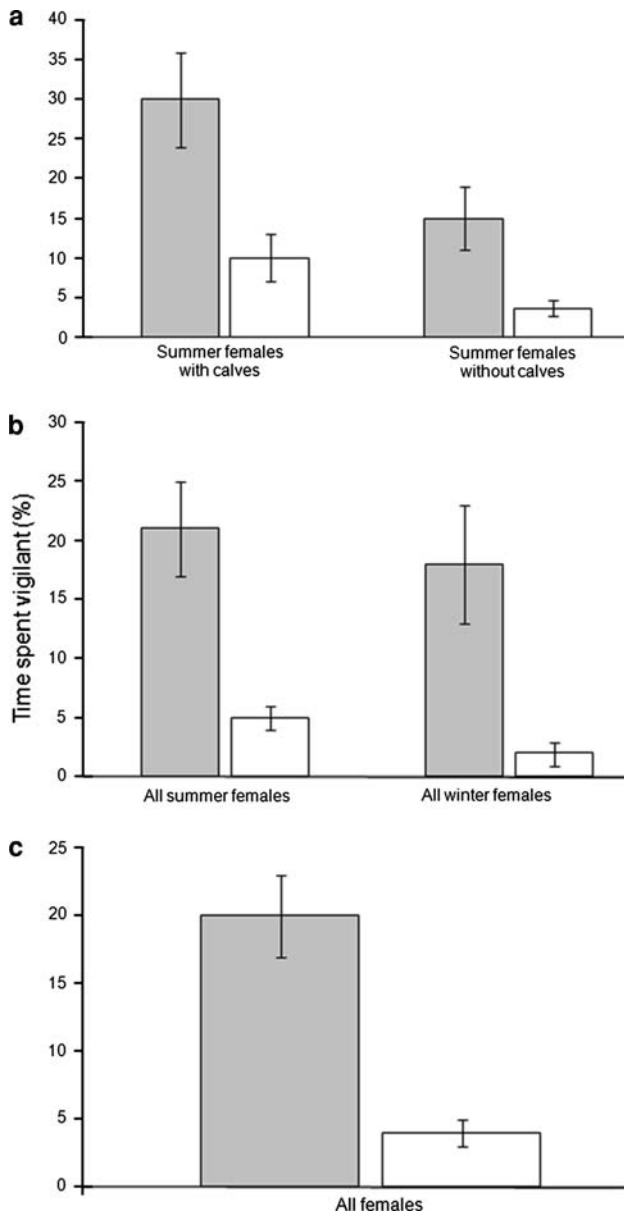 a
40
35
30
25
20
15
10
5
0
Summer females
with calves
Summer females
without calves
b
Time spent vigilant (%)
30
25
20
15
10
5
0
All summer females
All winter females
c
25
20
15
10
5
0
All females